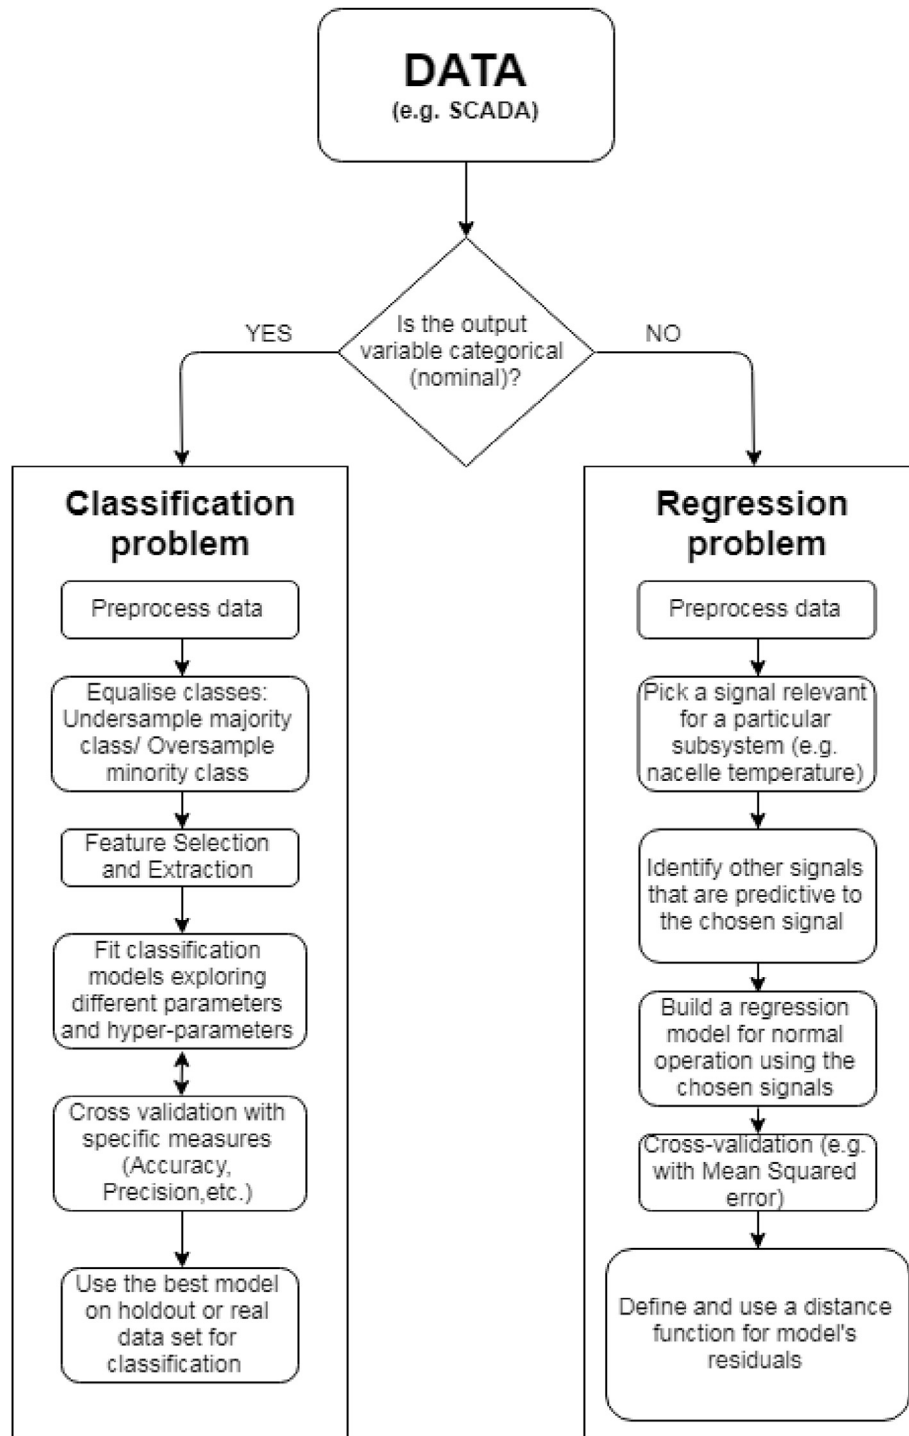 DATA
(e.g. SCADA)
Is the output
variable categorical
(nominal)?
YES
NO
Classification
problem
Preprocess data
Equalise classes:
Undersample majority
class/ Oversample
minority class
Feature Selection
and Extraction
Fit classification
models exploring
different parameters
and hyper-parameters
Cross validation with
specific measures
(Accuracy,
Precision,etc.)
Use the best model
on holdout or real
data set for
classification
Regression
problem
Preprocess data
Pick a signal relevant
for a particular
subsystem (e.g.
nacelle temperature)
Identify other signals
that are predictive to
the chosen signal
Build a regression
model for normal
operation using the
chosen signals
Cross-validation (e.g.
with Mean Squared
error)
Define and use a distance
function for model's
residuals